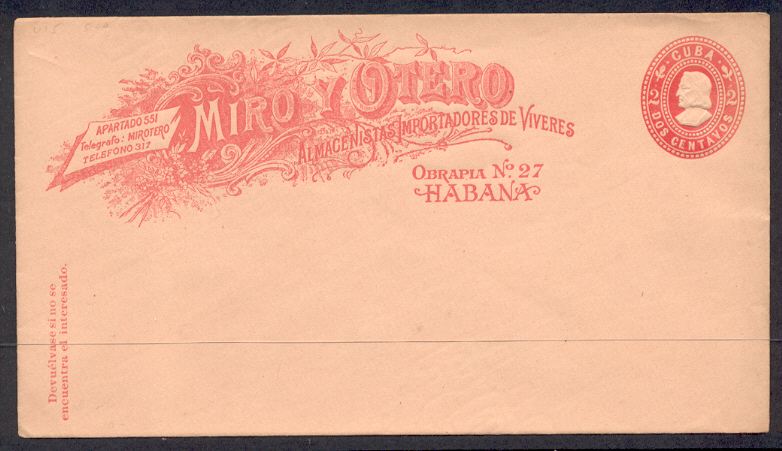 APARTADO 551
Telegrafo: MIROTERO
TELEFONO 317
MIRO Y OTERO
ALMACENISTAS IMPORTADORES DE VIVERES
OBRAPIA Nº 27
HABANA
CUBA
2 2
DOS CENTAVOS
Devuélvase si no se
encuentra el interesado.